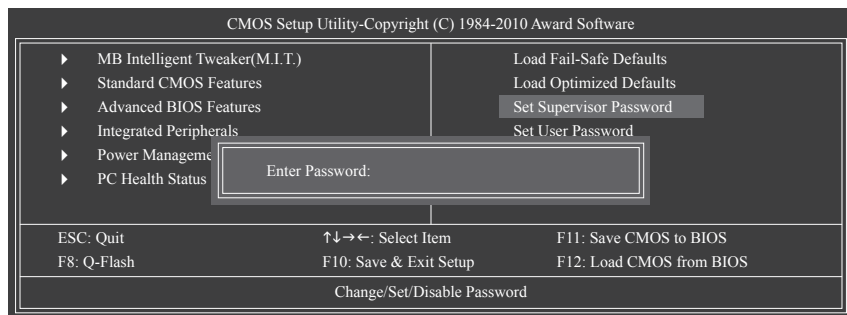 CMOS Setup Utility-Copyright (C) 1984-2010 Award Software
MB Intelligent Tweaker(M.I.T.)
Standard CMOS Features
Advanced BIOS Features
Integrated Peripherals
Power Manageme
PC Health Status
Load Fail-Safe Defaults
Load Optimized Defaults
Set Supervisor Password
Set User Password
Enter Password:
ESC: Quit
↑↓→←: Select Item
F11: Save CMOS to BIOS
F8: Q-Flash
F10: Save & Exit Setup
F12: Load CMOS from BIOS
Change/Set/Disable Password